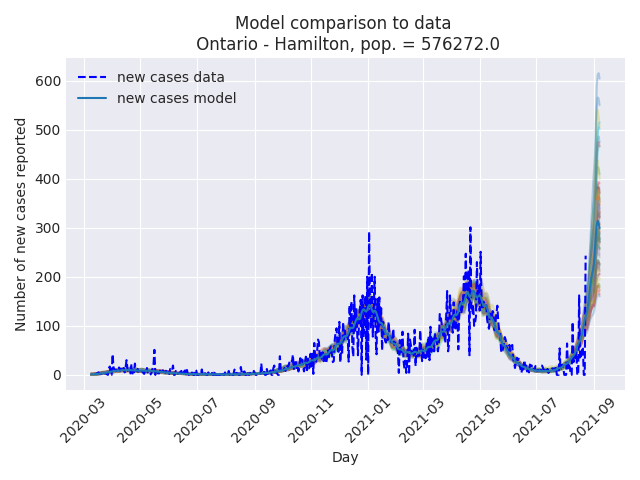 Model comparison to data
Ontario - Hamilton, pop. = 576272.0
new cases data
new cases model
Number of new cases reported
600
500
400
300
200
100
0
2020-03
2020-05
2020-07
2020-09
2020-11
2021-01
2021-03
2021-05
2021-07
2021-09
Day